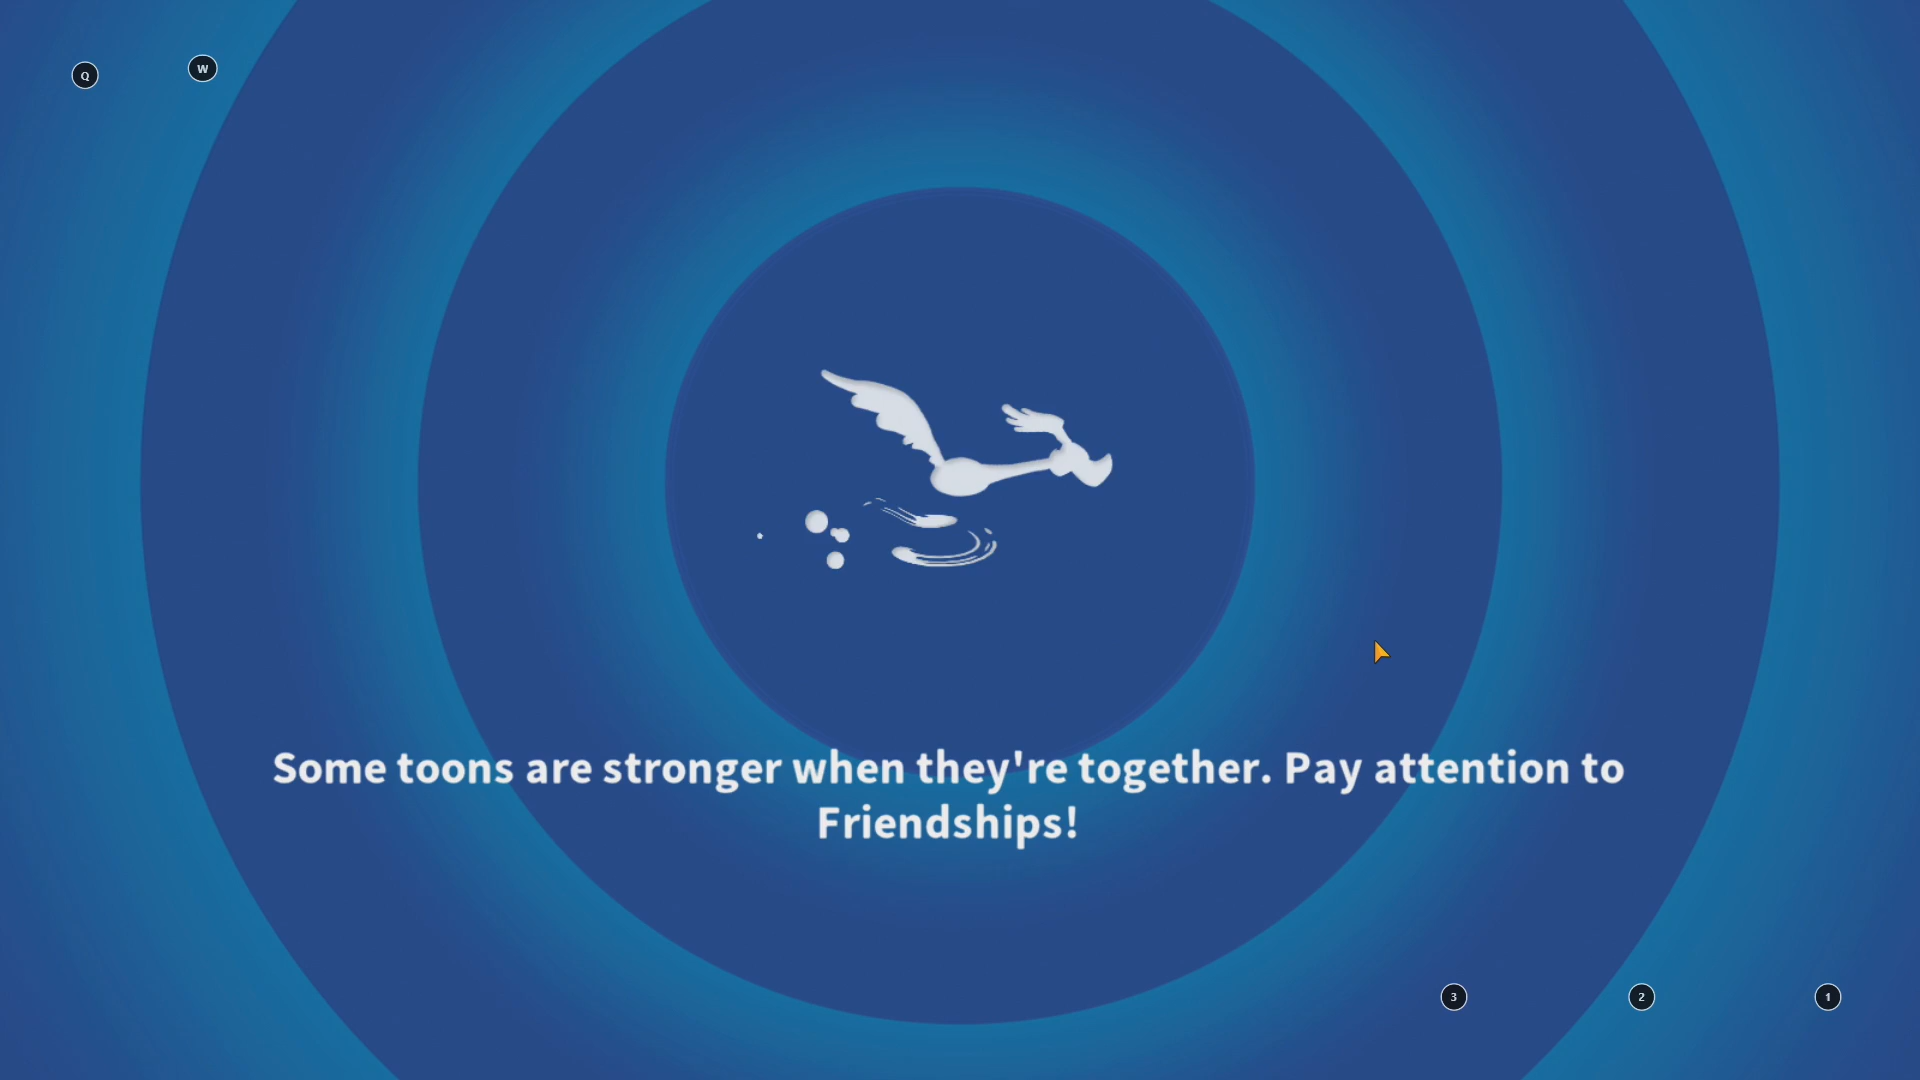 Q
W
Some toons are stronger when they're together. Pay attention to
Friendships!
3
2
1